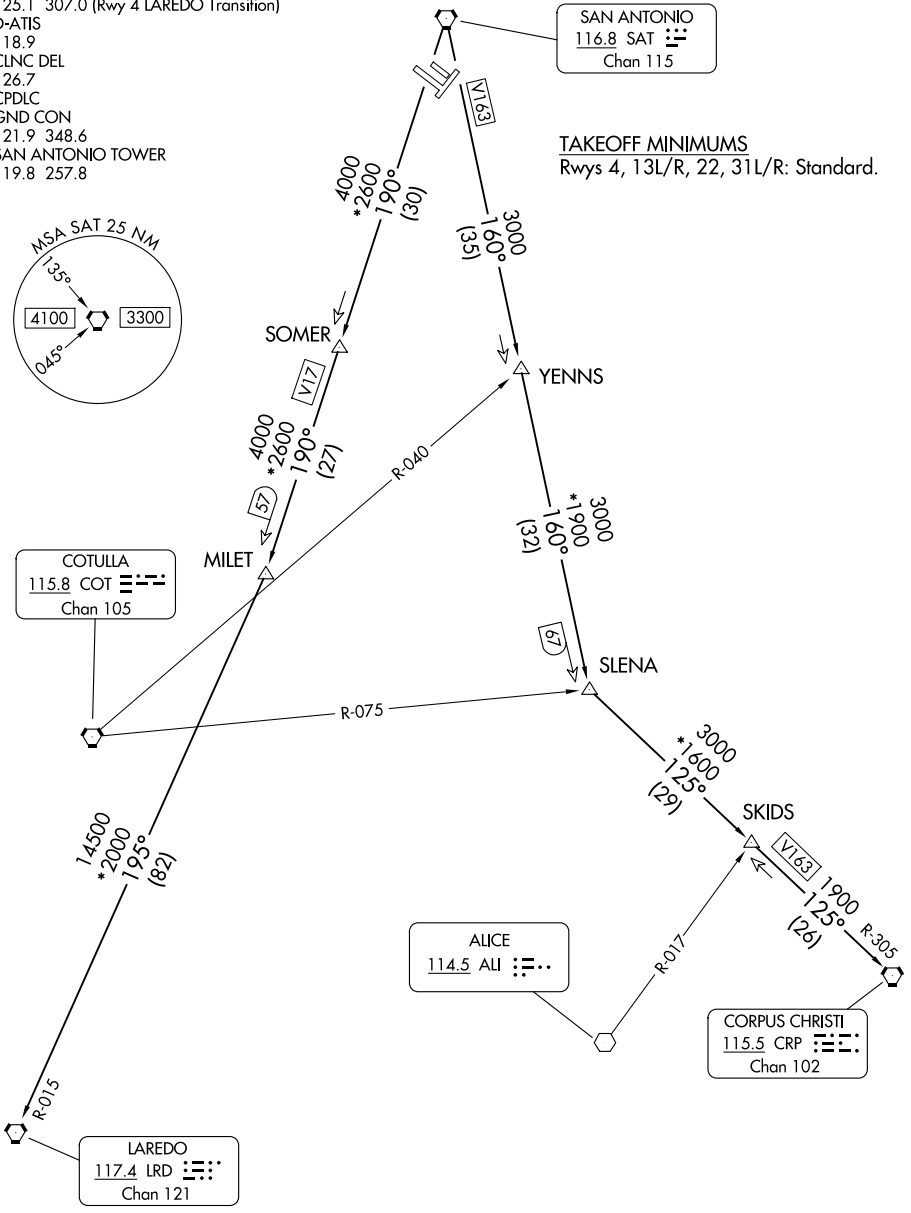 25.1 307.0 (Rwy 4 LAREDO Transition)
D-ATIS
18.9
CLNC DEL
26.7
CPDLC
GND CON
21.9 348.6
SAN ANTONIO TOWER
19.8 257.8
SAN ANTONIO
116.8 SAT
Chan 115
TAKEOFF MINIMUMS
Rwys 4, 13L/R, 22, 31L/R: Standard.
V163
4000
*2600
190°
(30)
3000
160°
(35)
MSA SAT 25 NM
135°
4100
3300
045°
SOMER
YENNS
V17
4000
*2600
190°
(27)
R-040
57
MILET
3000
*1900
160°
(32)
COTULLA
115.8 COT
Chan 105
67
SLENA
R-075
3000
*1600
125°
(29)
SKIDS
14500
*2000
195°
(82)
V163
1900
125°
(26)
R-305
ALICE
114.5 ALI
R-017
CORPUS CHRISTI
115.5 CRP
Chan 102
R-015
LAREDO
117.4 LRD
Chan 121